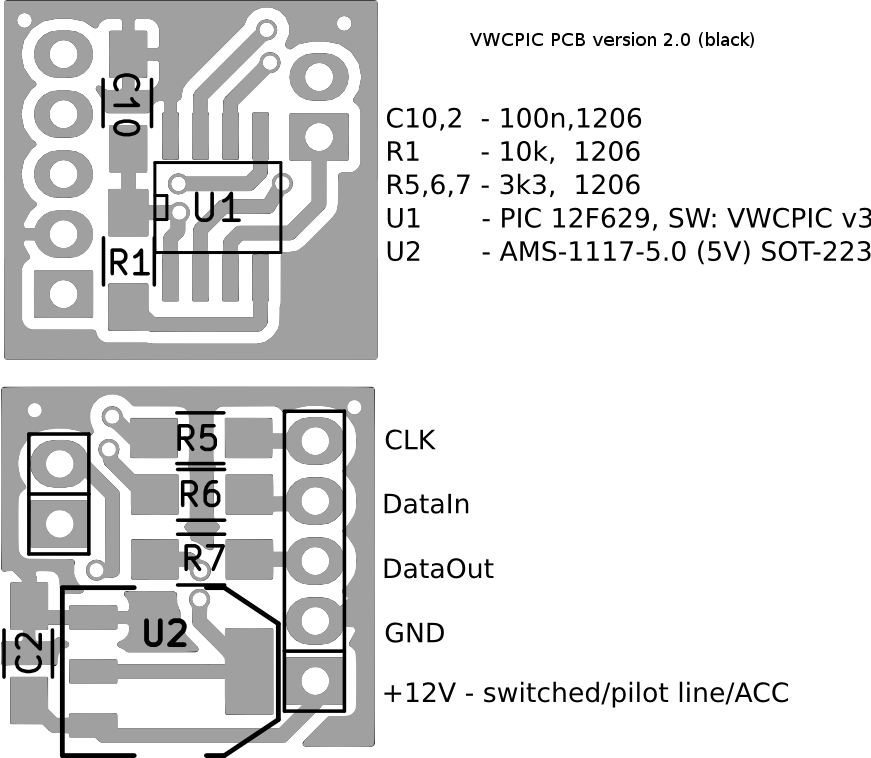 VWCPIC PCB version 2.0 (black)
C10,2 - 100n,1206
R1 - 10k, 1206
R5,6,7 - 3k3, 1206
U1 - PIC 12F629, SW: VWCPIC v3
U2 - AMS-1117-5.0 (5V) SOT-223
C10
U1
R1
R5
CLK
R6
DataIn
R7
DataOut
U2
GND
C2
+12V - switched/pilot line/ACC